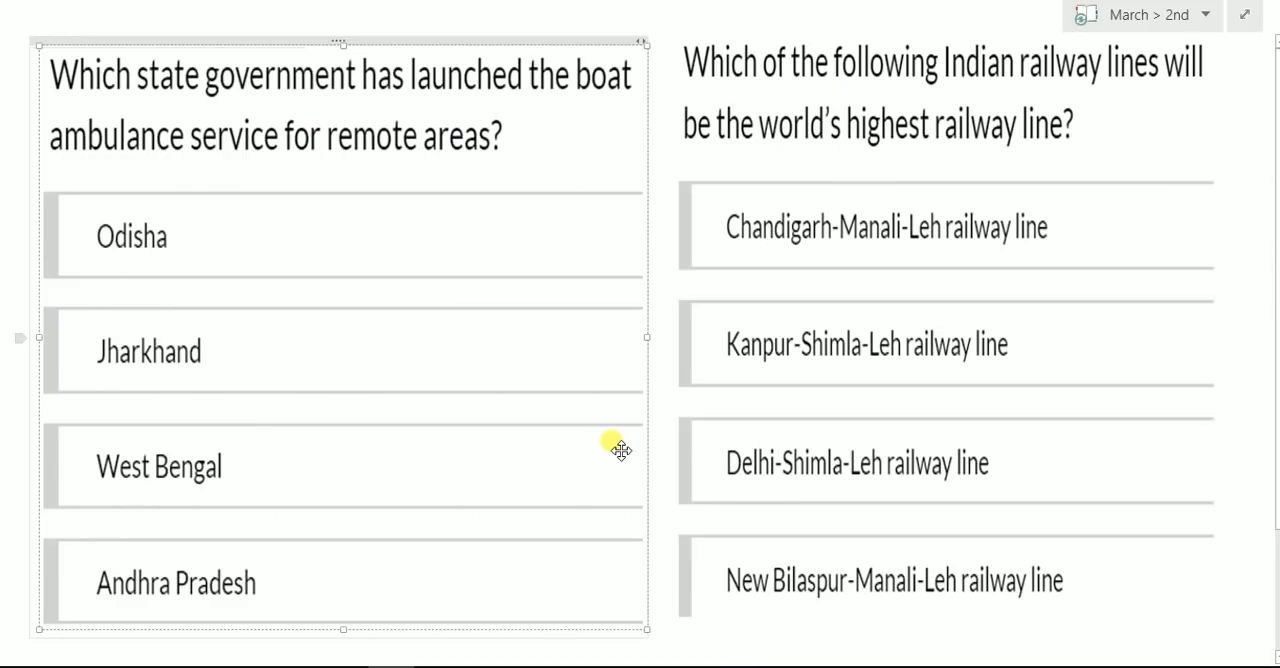 March > 2nd
Which state government has launched the boat
ambulance service for remote areas?
Odisha
Jharkhand
West Bengal
Andhra Pradesh
Which of the following Indian railway lines will
be the world’s highest railway line?
Chandigarh-Manali-Leh railway line
Kanpur-Shimla-Leh railway line
Delhi-Shimla-Leh railway line
New Bilaspur-Manali-Leh railway line